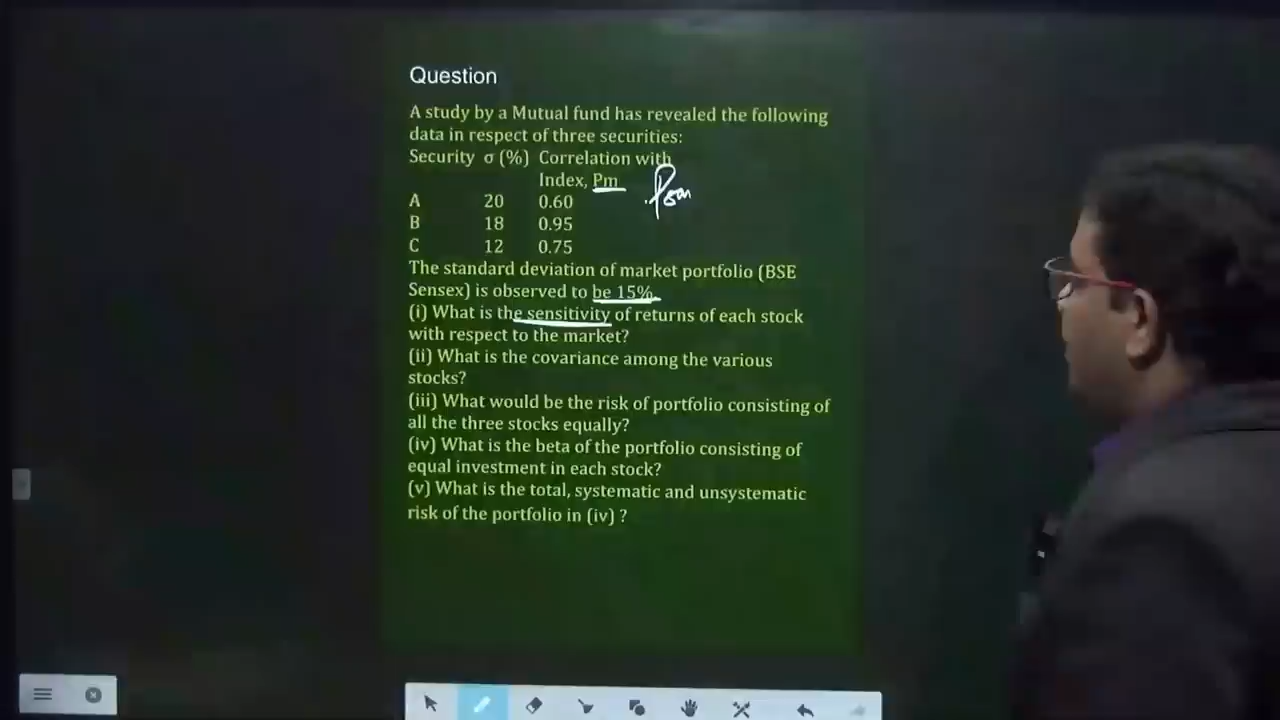 Question
A study by a Mutual fund has revealed the following
data in respect of three securities:
Security σ (%) Correlation with
Index, Pm
A 20 0.60
B 18 0.95
C 12 0.75
The standard deviation of market portfolio (BSE
Sensex) is observed to be 15%.
(i) What is the sensitivity of returns of each stock
with respect to the market?
(ii) What is the covariance among the various
stocks?
(iii) What would be the risk of portfolio consisting of
all the three stocks equally?
(iv) What is the beta of the portfolio consisting of
equal investment in each stock?
(v) What is the total, systematic and unsystematic
risk of the portfolio in (iv) ?